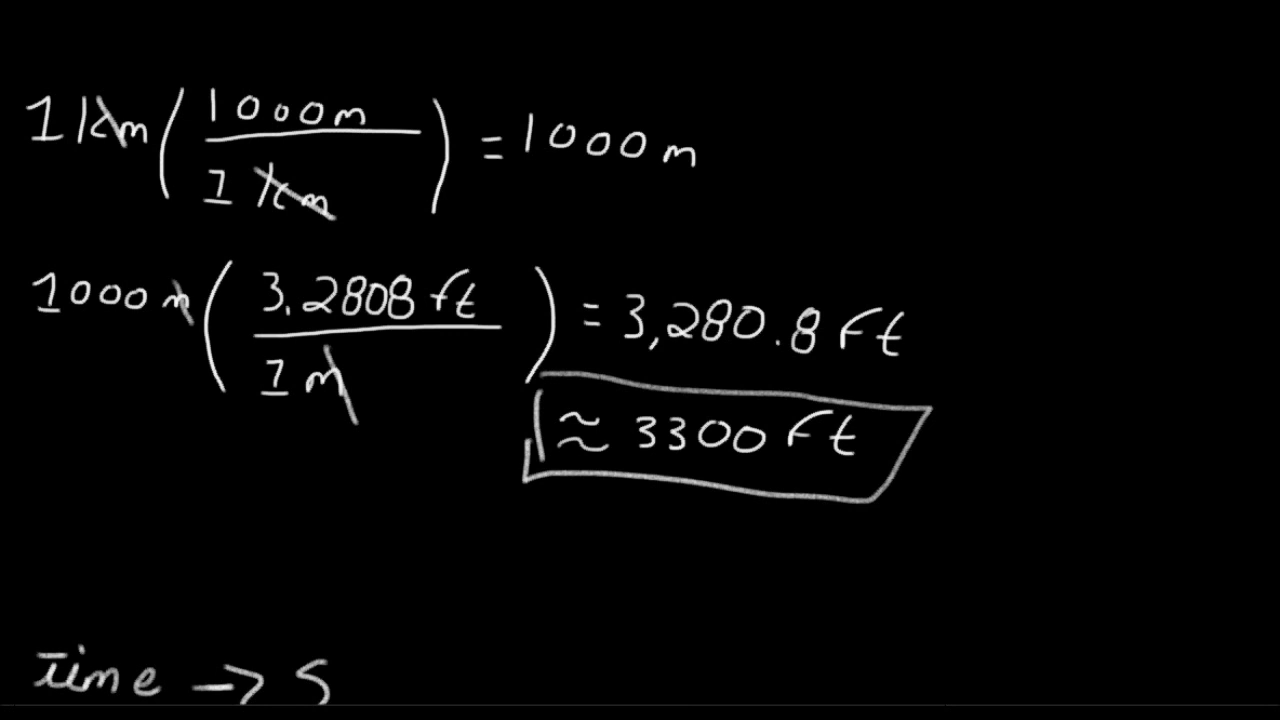 1 km ( 1000 m / 1 km ) = 1000 m
1000 m ( 3.2808 ft / 1 m ) = 3,280.8 ft
≈ 3300 ft
time → s